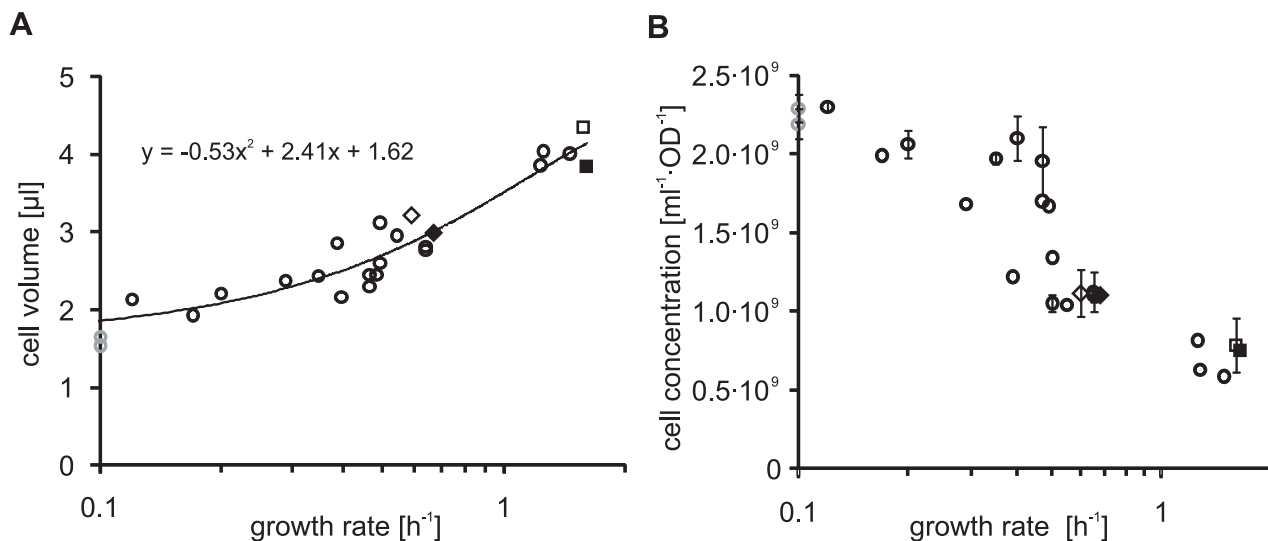 A
cell volume [µl]
5
4
3
2
1
0
y = -0.53x² + 2.41x + 1.62
0.1
1
growth rate [h⁻¹]
B
cell concentration [ml⁻¹·OD⁻¹]
2.5·10⁹
2.0·10⁹
1.5·10⁹
1.0·10⁹
0.5·10⁹
0
0.1
1
growth rate [h⁻¹]